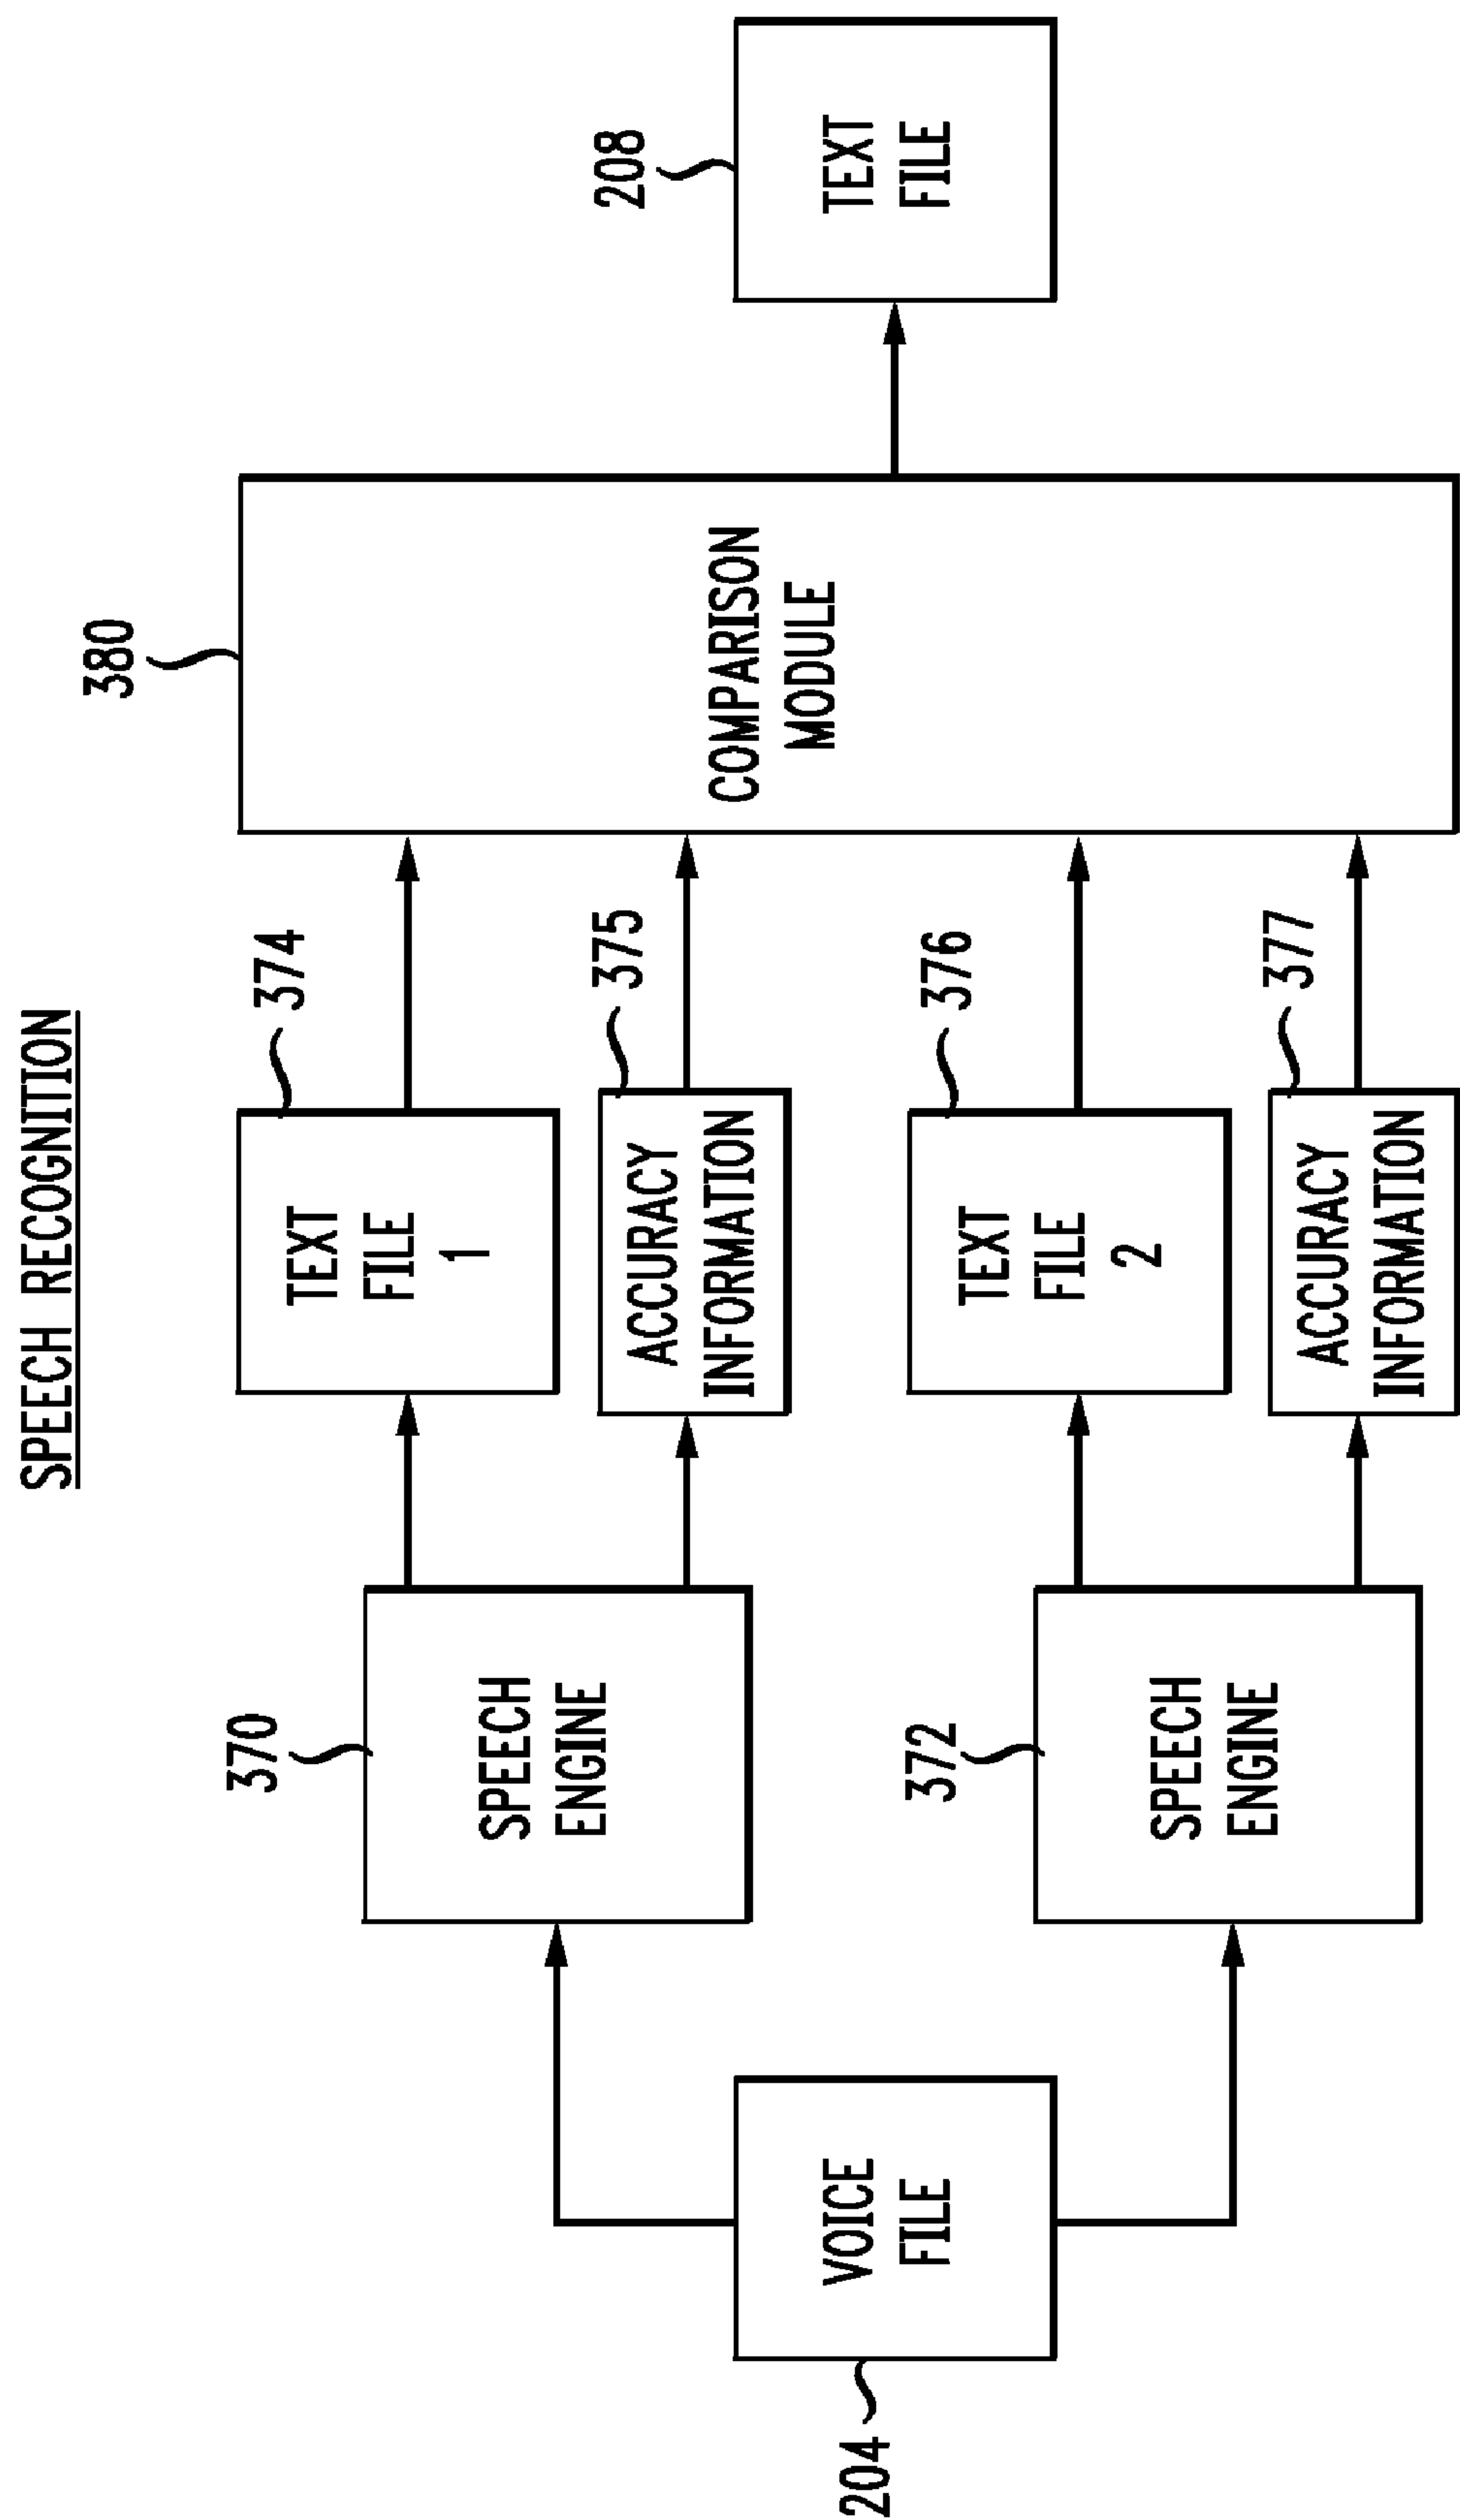 SPEECH RECOGNITION
204
VOICE
FILE
370
SPEECH
ENGINE
372
SPEECH
ENGINE
374
TEXT
FILE
1
375
ACCURACY
INFORMATION
376
TEXT
FILE
2
377
ACCURACY
INFORMATION
380
COMPARISON
MODULE
208
TEXT
FILE